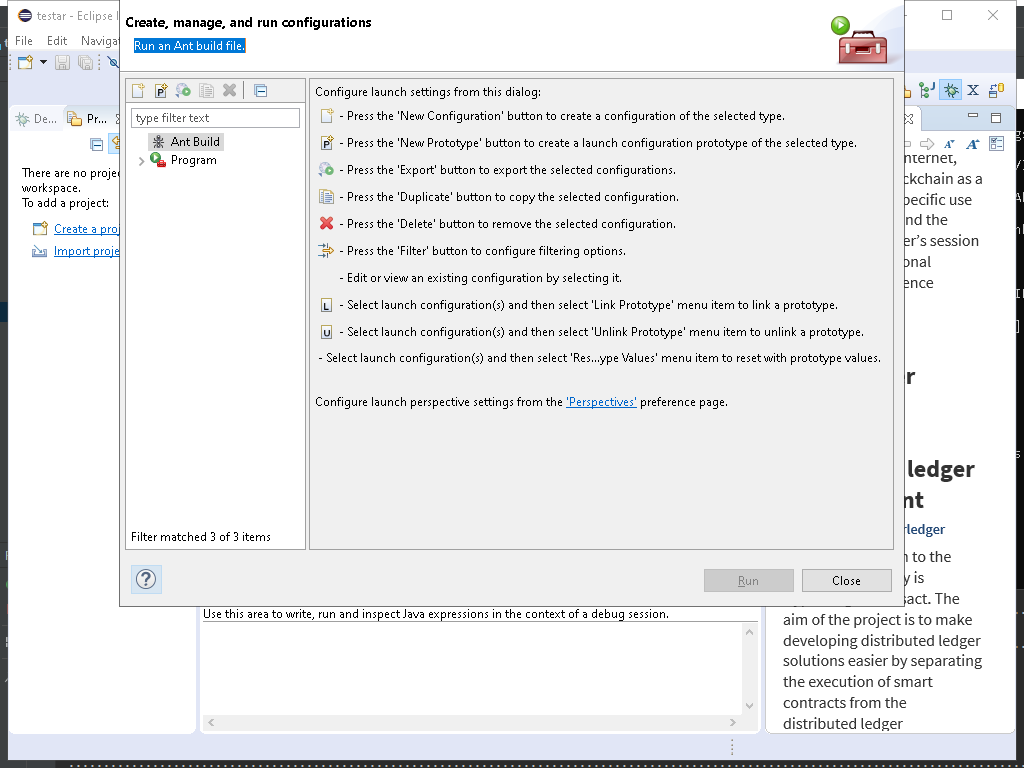 testar - Eclipse I
File Edit Naviga
De...
Pr...
There are no proje
workspace.
To add a project:
Create a proj
Import proje
Create, manage, and run configurations
Run an Ant build file.
type filter text
Ant Build
Program
Filter matched 3 of 3 items
Configure launch settings from this dialog:
- Press the 'New Configuration' button to create a configuration of the selected type.
- Press the 'New Prototype' button to create a launch configuration prototype of the selected type.
- Press the 'Export' button to export the selected configurations.
- Press the 'Duplicate' button to copy the selected configuration.
- Press the 'Delete' button to remove the selected configuration.
- Press the 'Filter' button to configure filtering options.
- Edit or view an existing configuration by selecting it.
L - Select launch configuration(s) and then select 'Link Prototype' menu item to link a prototype.
U - Select launch configuration(s) and then select 'Unlink Prototype' menu item to unlink a prototype.
- Select launch configuration(s) and then select 'Res...ype Values' menu item to reset with prototype values.
Configure launch perspective settings from the 'Perspectives' preference page.
Run
Close
Use this area to write, run and inspect Java expressions in the context of a debug session.
nternet,
ckchain as a
pecific use
nd the
er's session
onal
ence
r
ledger
nt
rledger
n to the
y is
sact. The
aim of the project is to make
developing distributed ledger
solutions easier by separating
the execution of smart
contracts from the
distributed ledger